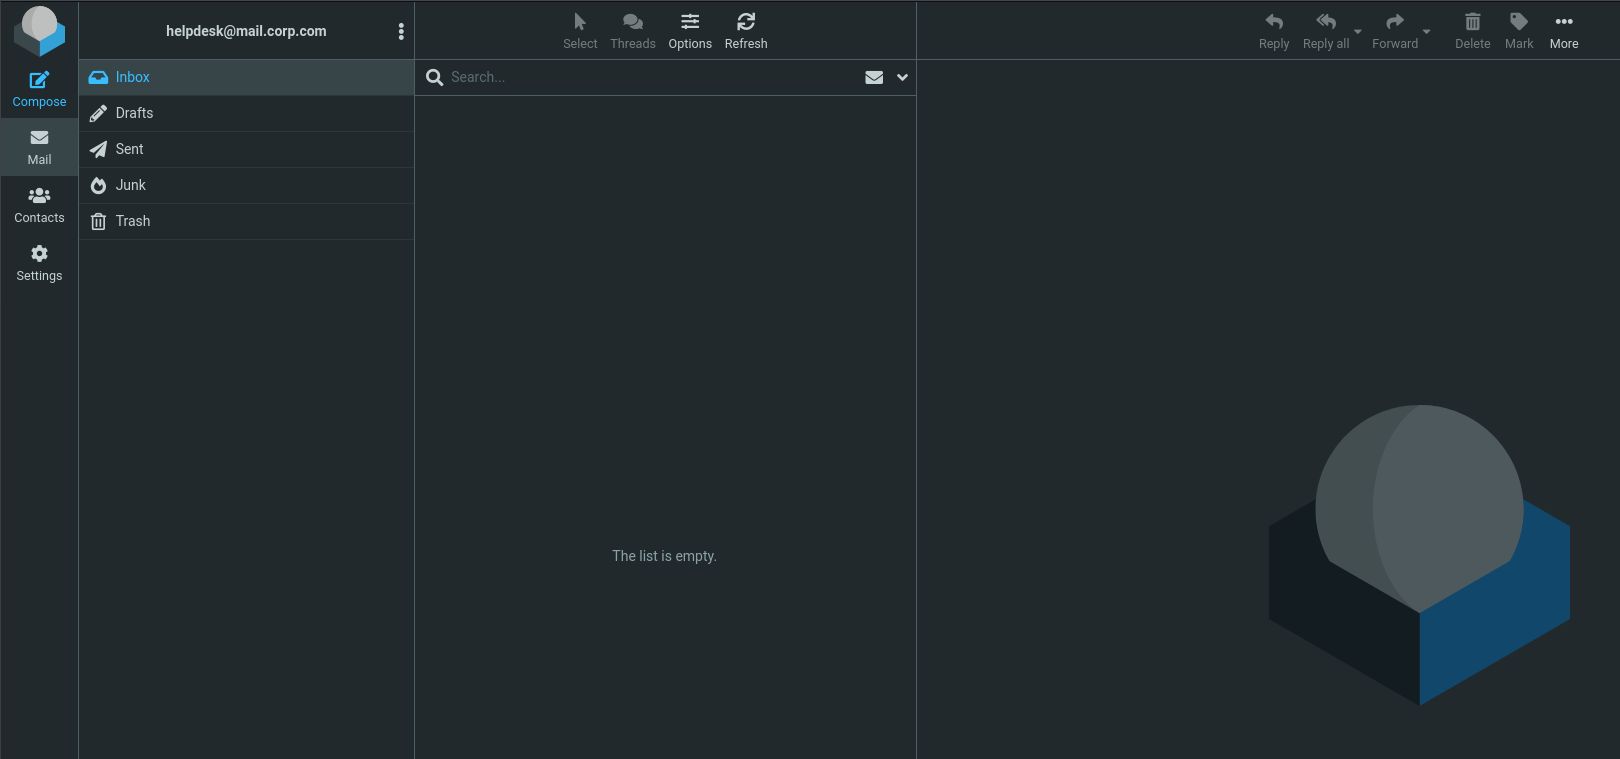 helpdesk@mail.corp.com
Compose
Mail
Contacts
Settings
Inbox
Drafts
Sent
Junk
Trash
Select
Threads
Options
Refresh
Search...
The list is empty.
Reply
Reply all
Forward
Delete
Mark
More